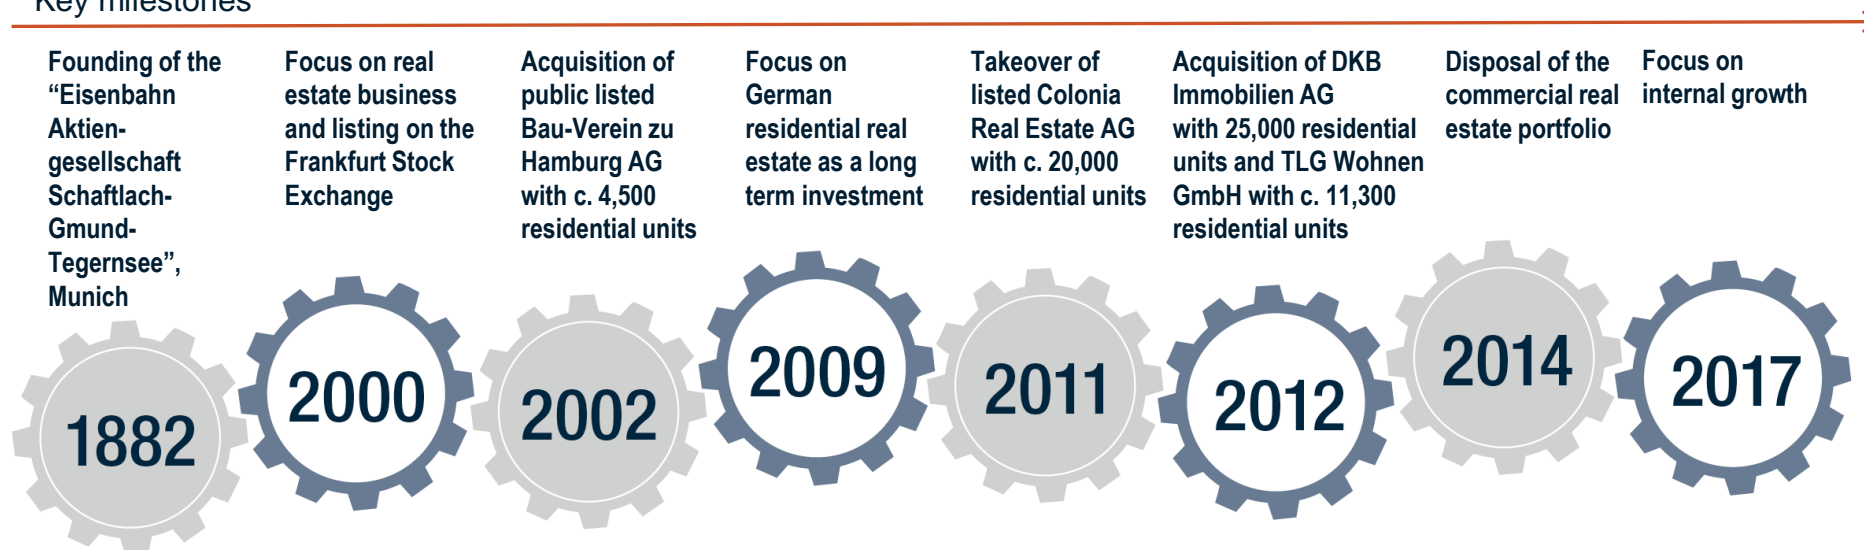 Key milestones
Founding of the
“Eisenbahn
Aktien-
gesellschaft
Schaftlach-
Gmund-
Tegernsee”,
Munich
1882
Focus on real
estate business
and listing on the
Frankfurt Stock
Exchange
2000
Acquisition of
public listed
Bau-Verein zu
Hamburg AG
with c. 4,500
residential units
2002
Focus on
German
residential real
estate as a long
term investment
2009
Takeover of
listed Colonia
Real Estate AG
with c. 20,000
residential units
2011
Acquisition of DKB
Immobilien AG
with 25,000 residential
units and TLG Wohnen
GmbH with c. 11,300
residential units
2012
Disposal of the
commercial real
estate portfolio
2014
Focus on
internal growth
2017